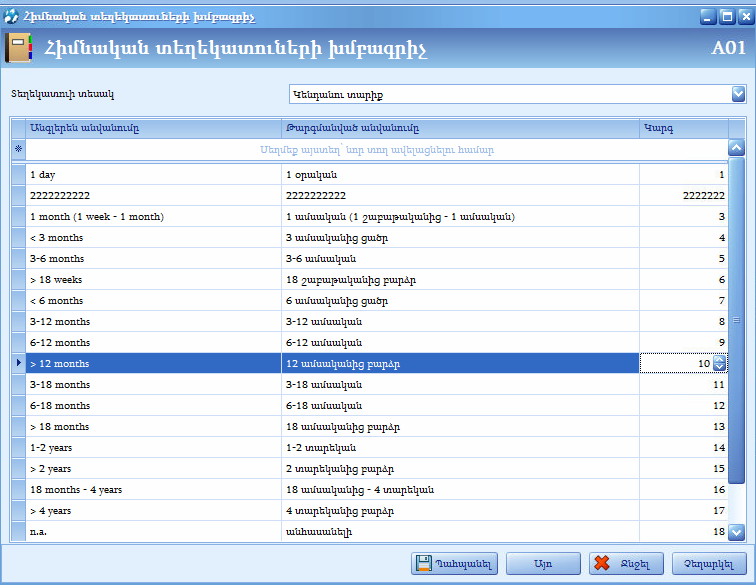 Հիմնական տեղեկատուների խմբագրիչ
Հիմնական տեղեկատուների խմբագրիչ A01
Տեղեկատուի տեսակ Կենդանու տարիք
Անգլերեն անվանումը Թարգմանված անվանումը Կարգ
Սեղմեք այստեղ՝ նոր տող ավելացնելու համար
1 day 1 օրական 1
2222222222 2222222222 2222222
1 month (1 week - 1 month) 1 ամսական (1 շաբաթականից - 1 ամսական) 3
< 3 months 3 ամսականից ցածր 4
3-6 months 3-6 ամսական 5
> 18 weeks 18 շաբաթականից բարձր 6
< 6 months 6 ամսականից ցածր 7
3-12 months 3-12 ամսական 8
6-12 months 6-12 ամսական 9
> 12 months 12 ամսականից բարձր 10
3-18 months 3-18 ամսական 11
6-18 months 6-18 ամսական 12
> 18 months 18 ամսականից բարձր 13
1-2 years 1-2 տարեկան 14
> 2 years 2 տարեկանից բարձր 15
18 months - 4 years 18 ամսականից - 4 տարեկան 16
> 4 years 4 տարեկանից բարձր 17
n.a. անհասանելի 18
Պահպանել Այո Ջնջել Չեղարկել